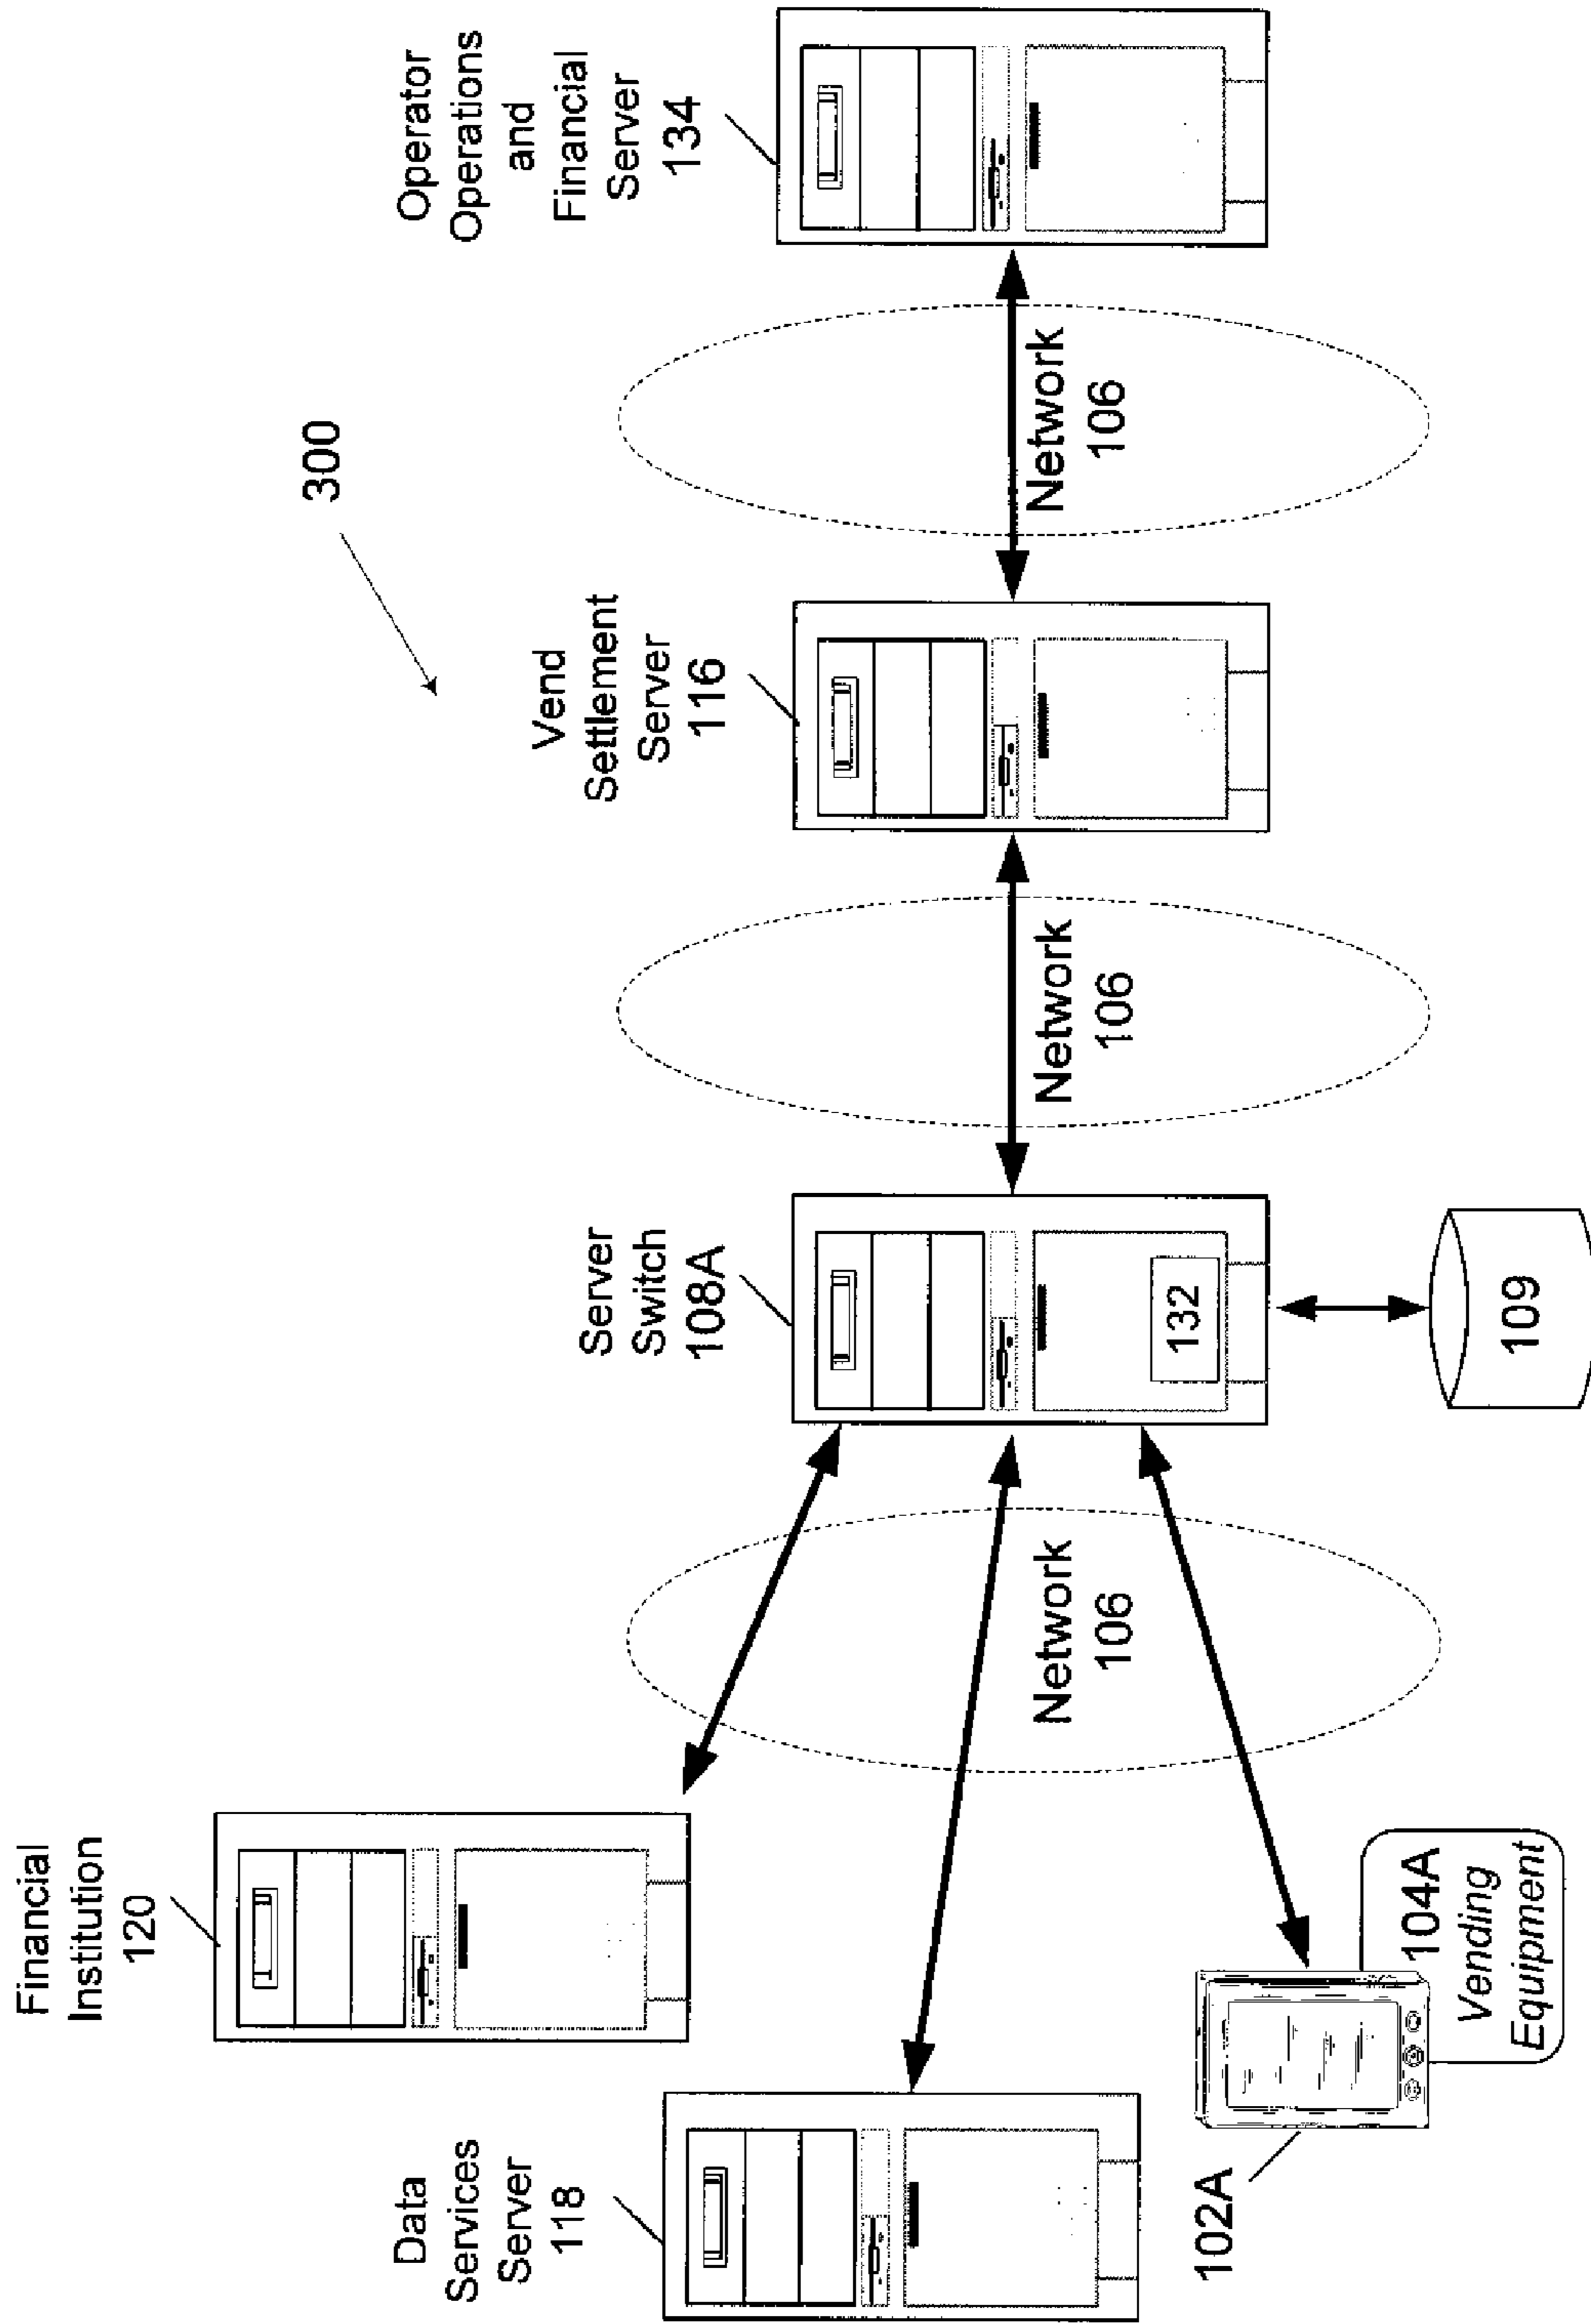 300
Financial
Institution
120
Data
Services
Server
118
102A
104A
Vending
Equipment
Network
106
Server
Switch
108A
132
109
Network
106
Vend
Settlement
Server
116
Network
106
Operator
Operations
and
Financial
Server
134